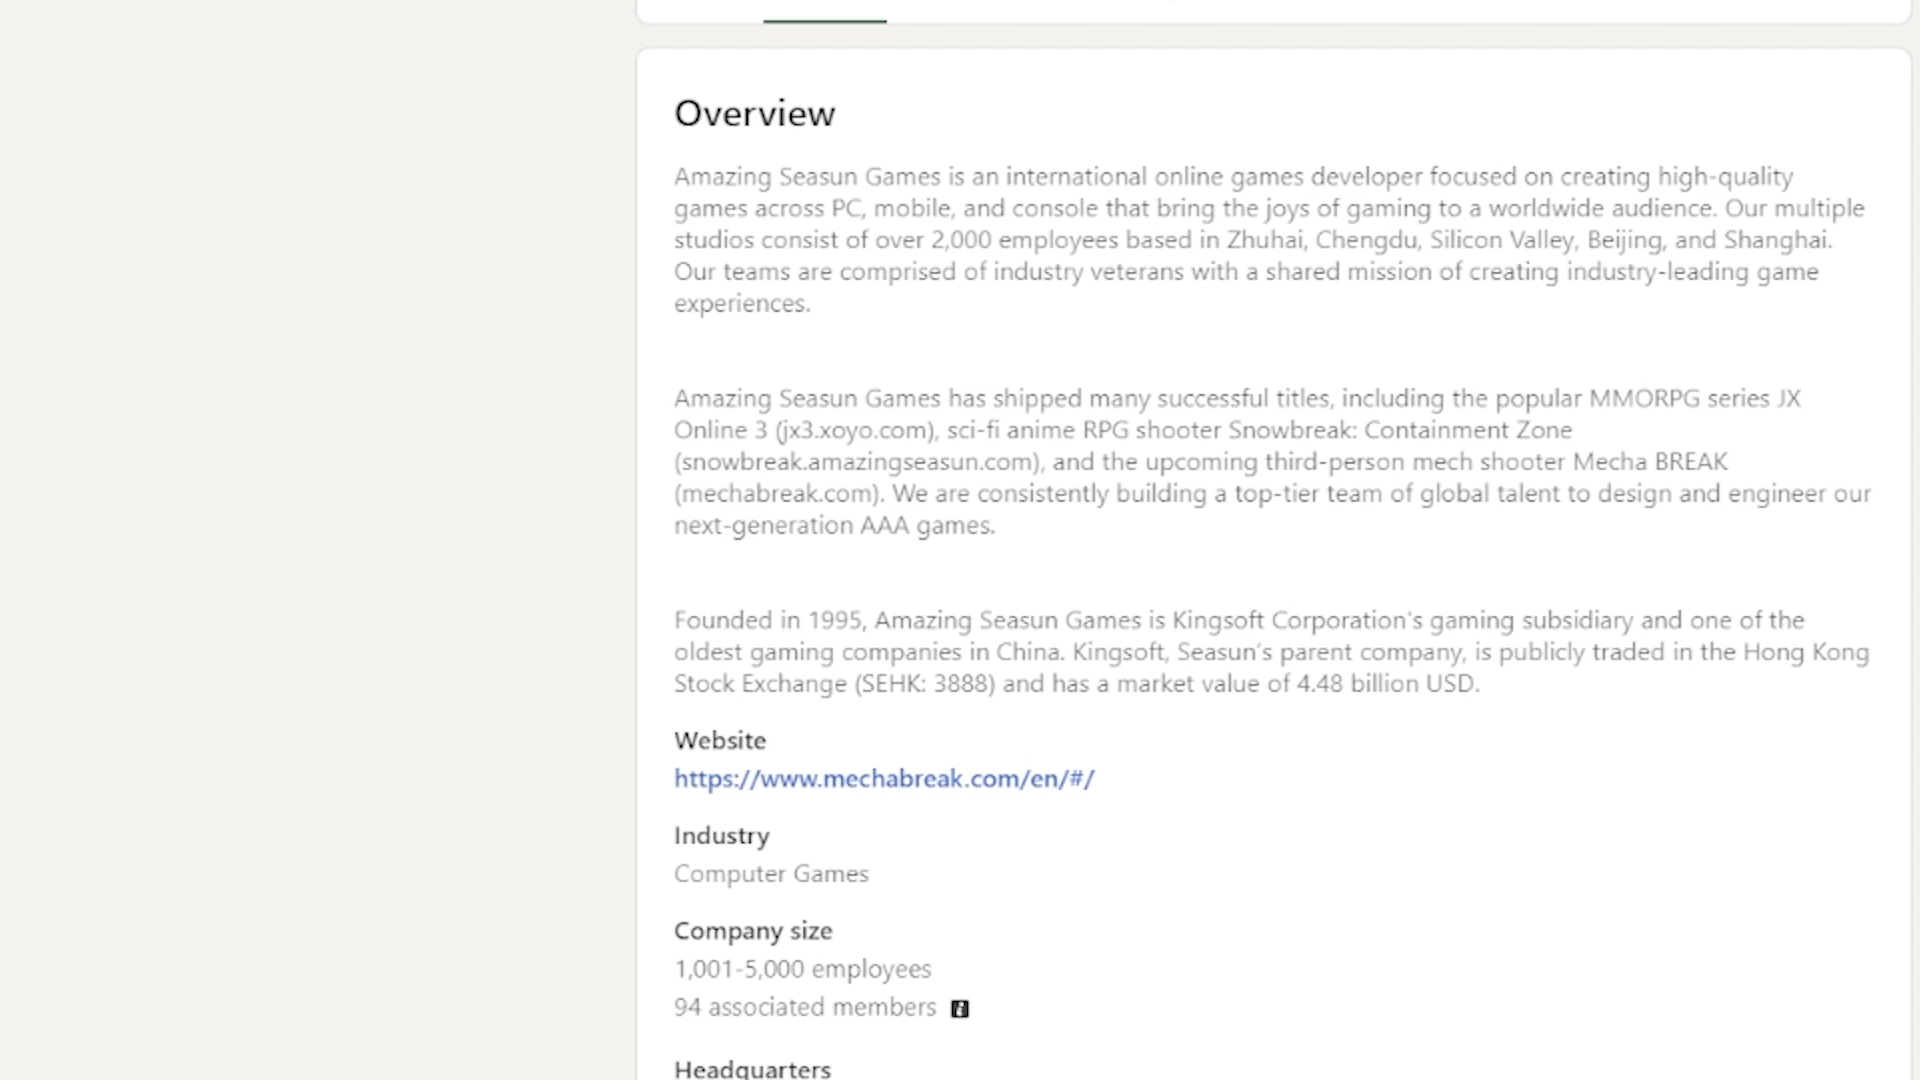 Overview
Amazing Seasun Games is an international online games developer focused on creating high-quality
games across PC, mobile, and console that bring the joys of gaming to a worldwide audience. Our multiple
studios consist of over 2,000 employees based in Zhuhai, Chengdu, Silicon Valley, Beijing, and Shanghai.
Our teams are comprised of industry veterans with a shared mission of creating industry-leading game
experiences.
Amazing Seasun Games has shipped many successful titles, including the popular MMORPG series JX
Online 3 (jx3.xoyo.com), sci-fi anime RPG shooter Snowbreak: Containment Zone
(snowbreak.amazingseasun.com), and the upcoming third-person mech shooter Mecha BREAK
(mechabreak.com). We are consistently building a top-tier team of global talent to design and engineer our
next-generation AAA games.
Founded in 1995, Amazing Seasun Games is Kingsoft Corporation's gaming subsidiary and one of the
oldest gaming companies in China. Kingsoft, Seasun’s parent company, is publicly traded in the Hong Kong
Stock Exchange (SEHK: 3888) and has a market value of 4.48 billion USD.
Website
https://www.mechabreak.com/en/#/
Industry
Computer Games
Company size
1,001-5,000 employees
94 associated members
Headquarters